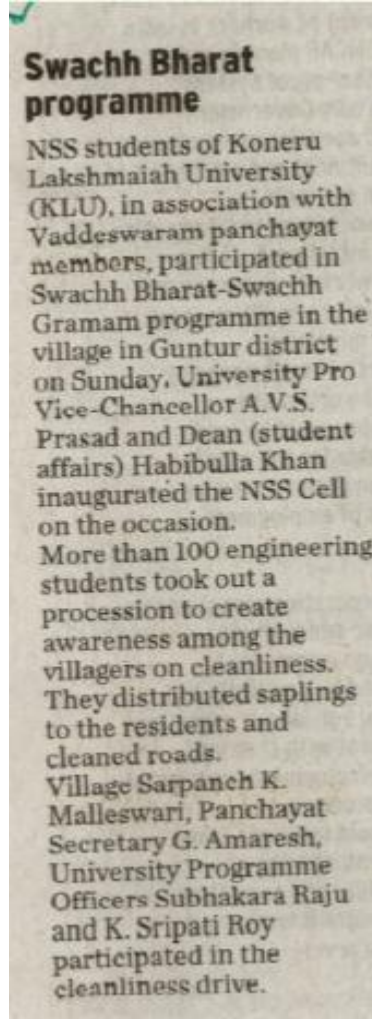 Swachh Bharat
programme
NSS students of Koneru
Lakshmaiah University
(KLU), in association with
Vaddeswaram panchayat
members, participated in
Swachh Bharat-Swachh
Gramam programme in the
village in Guntur district
on Sunday. University Pro
Vice-Chancellor A.V.S.
Prasad and Dean (student
affairs) Habibulla Khan
inaugurated the NSS Cell
on the occasion.
More than 100 engineering
students took out a
procession to create
awareness among the
villagers on cleanliness.
They distributed saplings
to the residents and
cleaned roads.
Village Sarpanch K.
Malleswari, Panchayat
Secretary G. Amaresh,
University Programme
Officers Subhakara Raju
and K. Sripati Roy
participated in the
cleanliness drive.